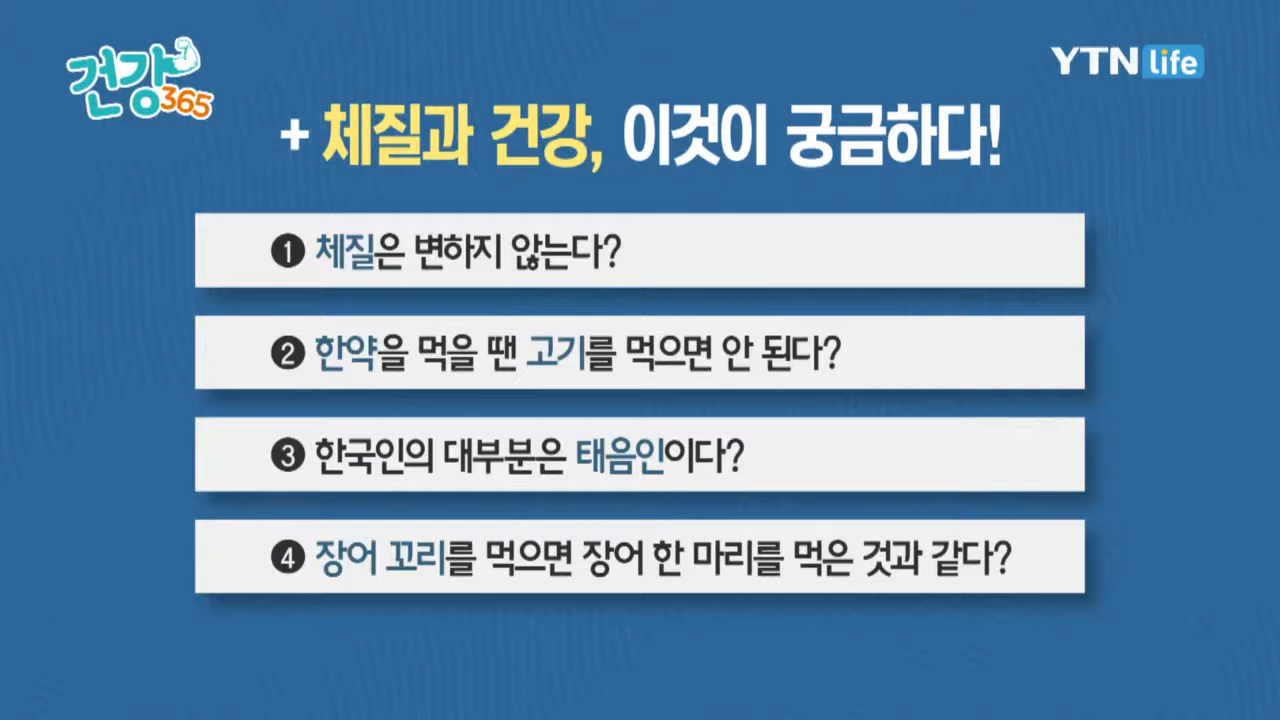 건강365
YTN life
+ 체질과 건강, 이것이 궁금하다!
❶ 체질은 변하지 않는다?
❷ 한약을 먹을 땐 고기를 먹으면 안 된다?
❸ 한국인의 대부분은 태음인이다?
❹ 장어 꼬리를 먹으면 장어 한 마리를 먹은 것과 같다?